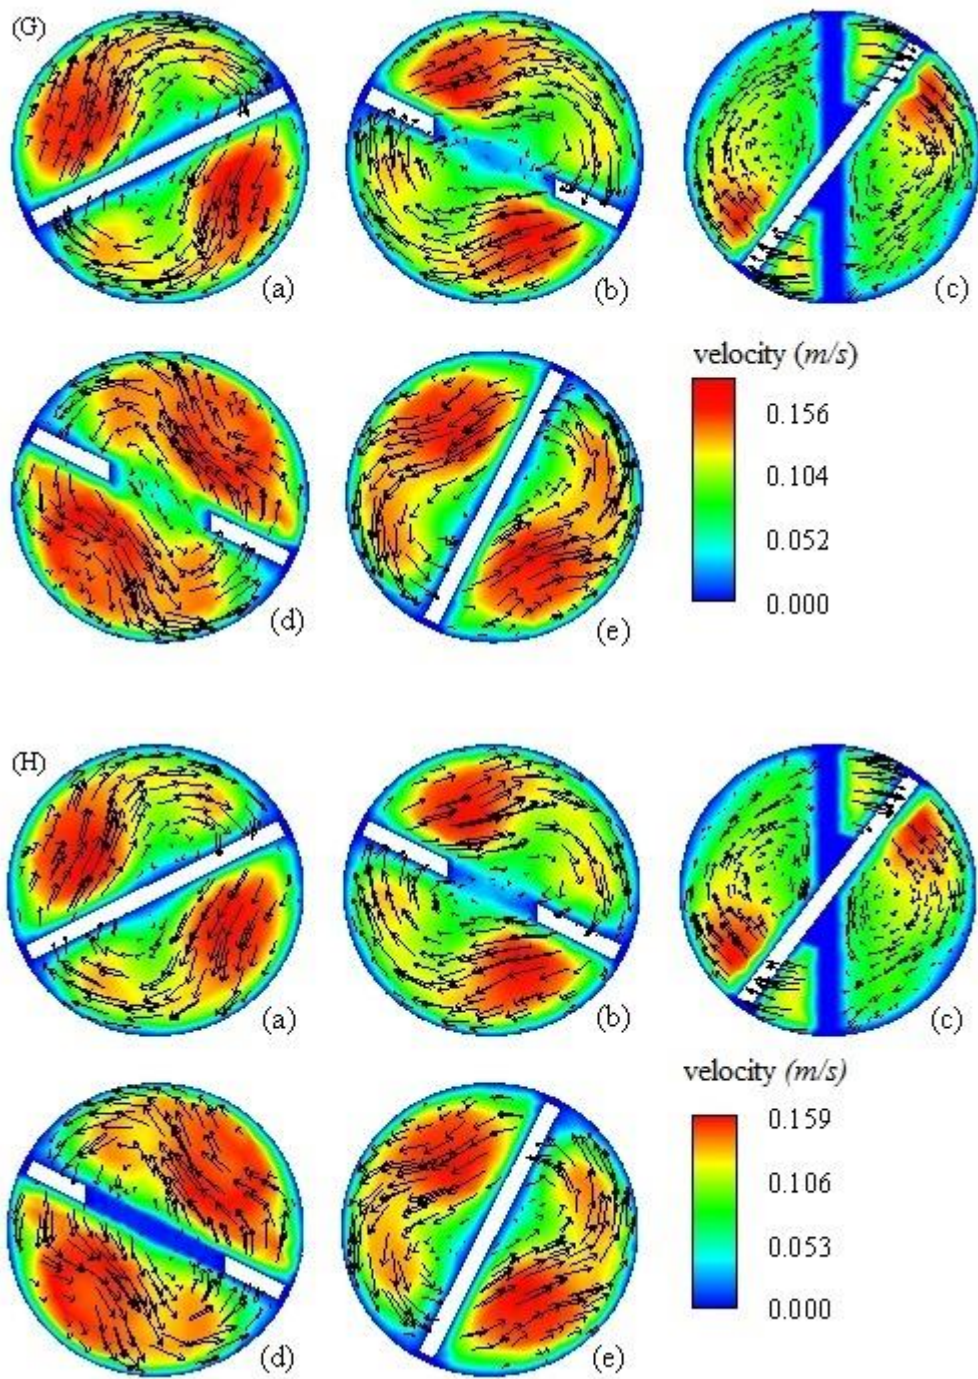 (G)
(a)
(b)
(c)
velocity (m/s)
0.156
0.104
0.052
0.000
(d)
(e)
(H)
(a)
(b)
(c)
velocity (m/s)
0.159
0.106
0.053
0.000
(d)
(e)